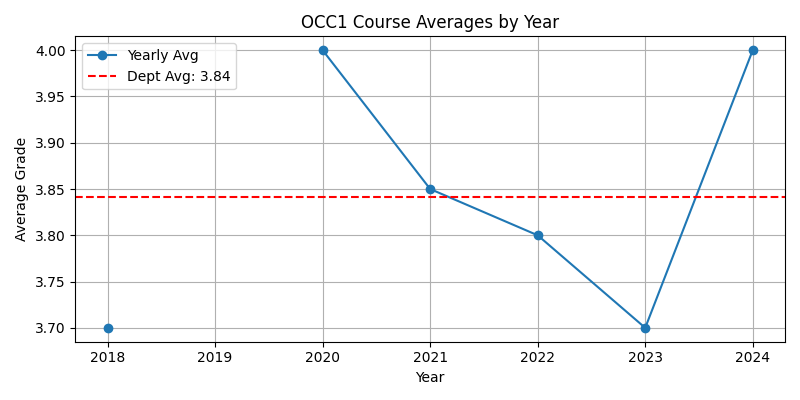 OCC1 Course Averages by Year
Yearly Avg
Dept Avg: 3.84
Average Grade
4.00
3.95
3.90
3.85
3.80
3.75
3.70
2018 2019 2020 2021 2022 2023 2024
Year